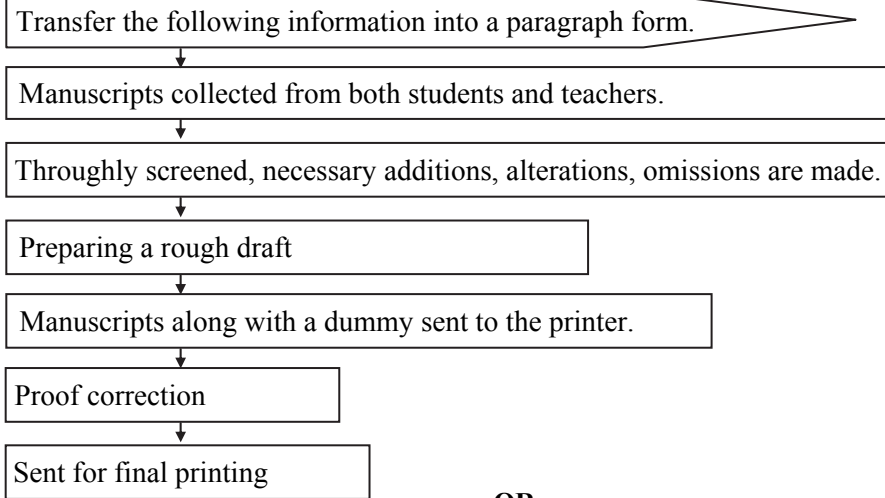 Transfer the following information into a paragraph form.
Manuscripts collected from both students and teachers.
Throughly screened, necessary additions, alterations, omissions are made.
Preparing a rough draft
Manuscripts along with a dummy sent to the printer.
Proof correction
Sent for final printing
OR